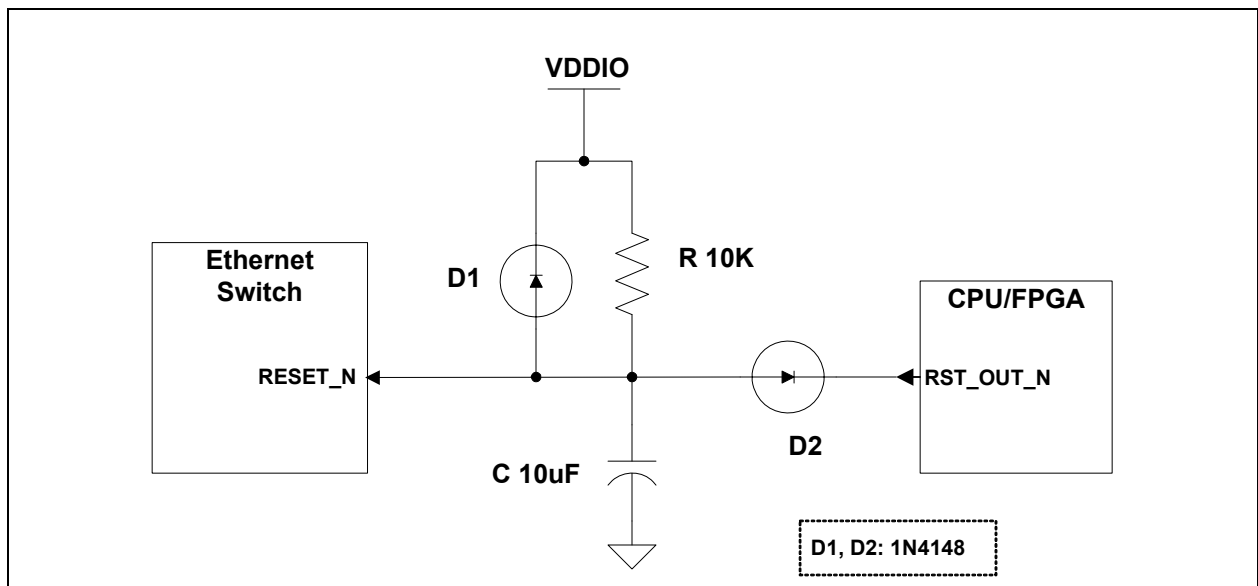 VDDIO
Ethernet
Switch
D1
R 10K
CPU/FPGA
RESET_N
RST_OUT_N
D2
C 10uF
D1, D2: 1N4148